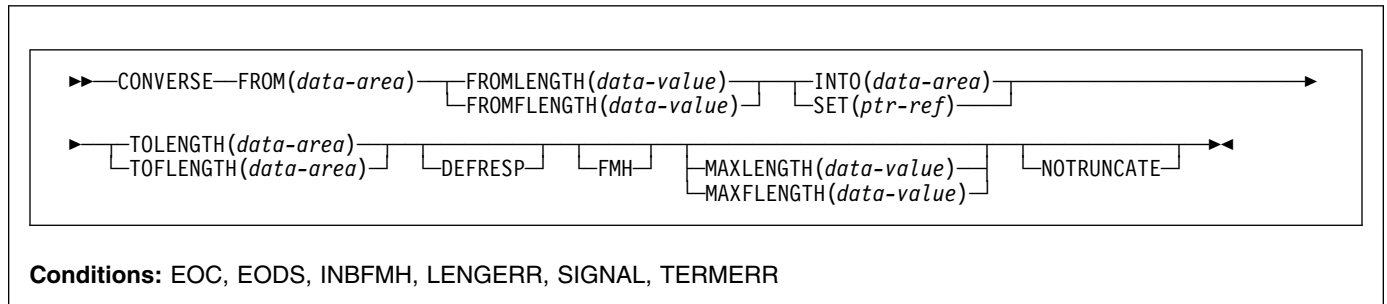 CONVERSE FROM(data-area) FROMLENGTH(data-value) INTO(data-area)
FROMFLENGTH(data-value) SET(ptr-ref)
TOLENGTH(data-area)
TOFLENGTH(data-area) DEFRESP FMH MAXLENGTH(data-value) NOTRUNCATE
MAXFLENGTH(data-value)
Conditions: EOC, EODS, INBFMH, LENGERR, SIGNAL, TERMERR